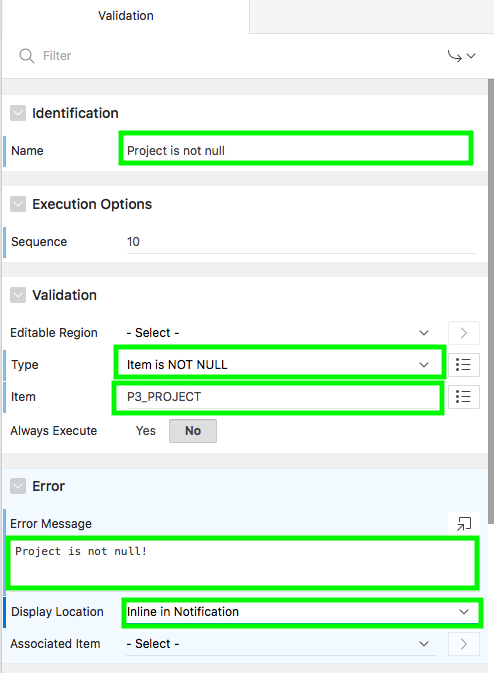 Validation
Filter
Identification
Name Project is not null
Execution Options
Sequence 10
Validation
Editable Region - Select -
Type Item is NOT NULL
Item P3_PROJECT
Always Execute Yes No
Error
Error Message
Project is not null!
Display Location Inline in Notification
Associated Item - Select -